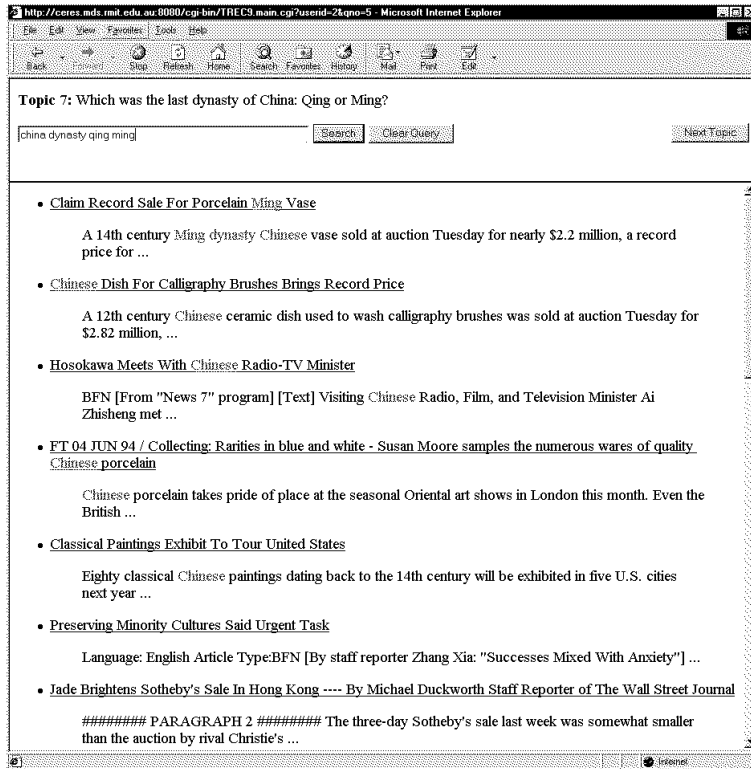 http://ceres.mds.rmit.edu.au:8080/cgi-bin/TREC9.main.cgi?userid=2&qno=5 - Microsoft Internet Explorer
File Edit View Favorites Tools Help
Back Forward Stop Refresh Home Search Favorites History Mail Print Edit
Topic 7: Which was the last dynasty of China: Qing or Ming?
china dynasty qing ming Search Clear Query Next Topic
• Claim Record Sale For Porcelain Ming Vase
A 14th century Ming dynasty Chinese vase sold at auction Tuesday for nearly $2.2 million, a record
price for ...
• Chinese Dish For Calligraphy Brushes Brings Record Price
A 12th century Chinese ceramic dish used to wash calligraphy brushes was sold at auction Tuesday for
$2.82 million, ...
• Hosokawa Meets With Chinese Radio-TV Minister
BFN [From "News 7" program] [Text] Visiting Chinese Radio, Film, and Television Minister Ai
Zhisheng met ...
• FT 04 JUN 94 / Collecting: Rarities in blue and white - Susan Moore samples the numerous wares of quality
Chinese porcelain
Chinese porcelain takes pride of place at the seasonal Oriental art shows in London this month. Even the
British ...
• Classical Paintings Exhibit To Tour United States
Eighty classical Chinese paintings dating back to the 14th century will be exhibited in five U.S. cities
next year ...
• Preserving Minority Cultures Said Urgent Task
Language: English Article Type:BFN [By staff reporter Zhang Xia: "Successes Mixed With Anxiety"] ...
• Jade Brightens Sotheby's Sale In Hong Kong ---- By Michael Duckworth Staff Reporter of The Wall Street Journal
######## PARAGRAPH 2 ######## The three-day Sotheby's sale last week was somewhat smaller
than the auction by rival Christie's ...
Internet